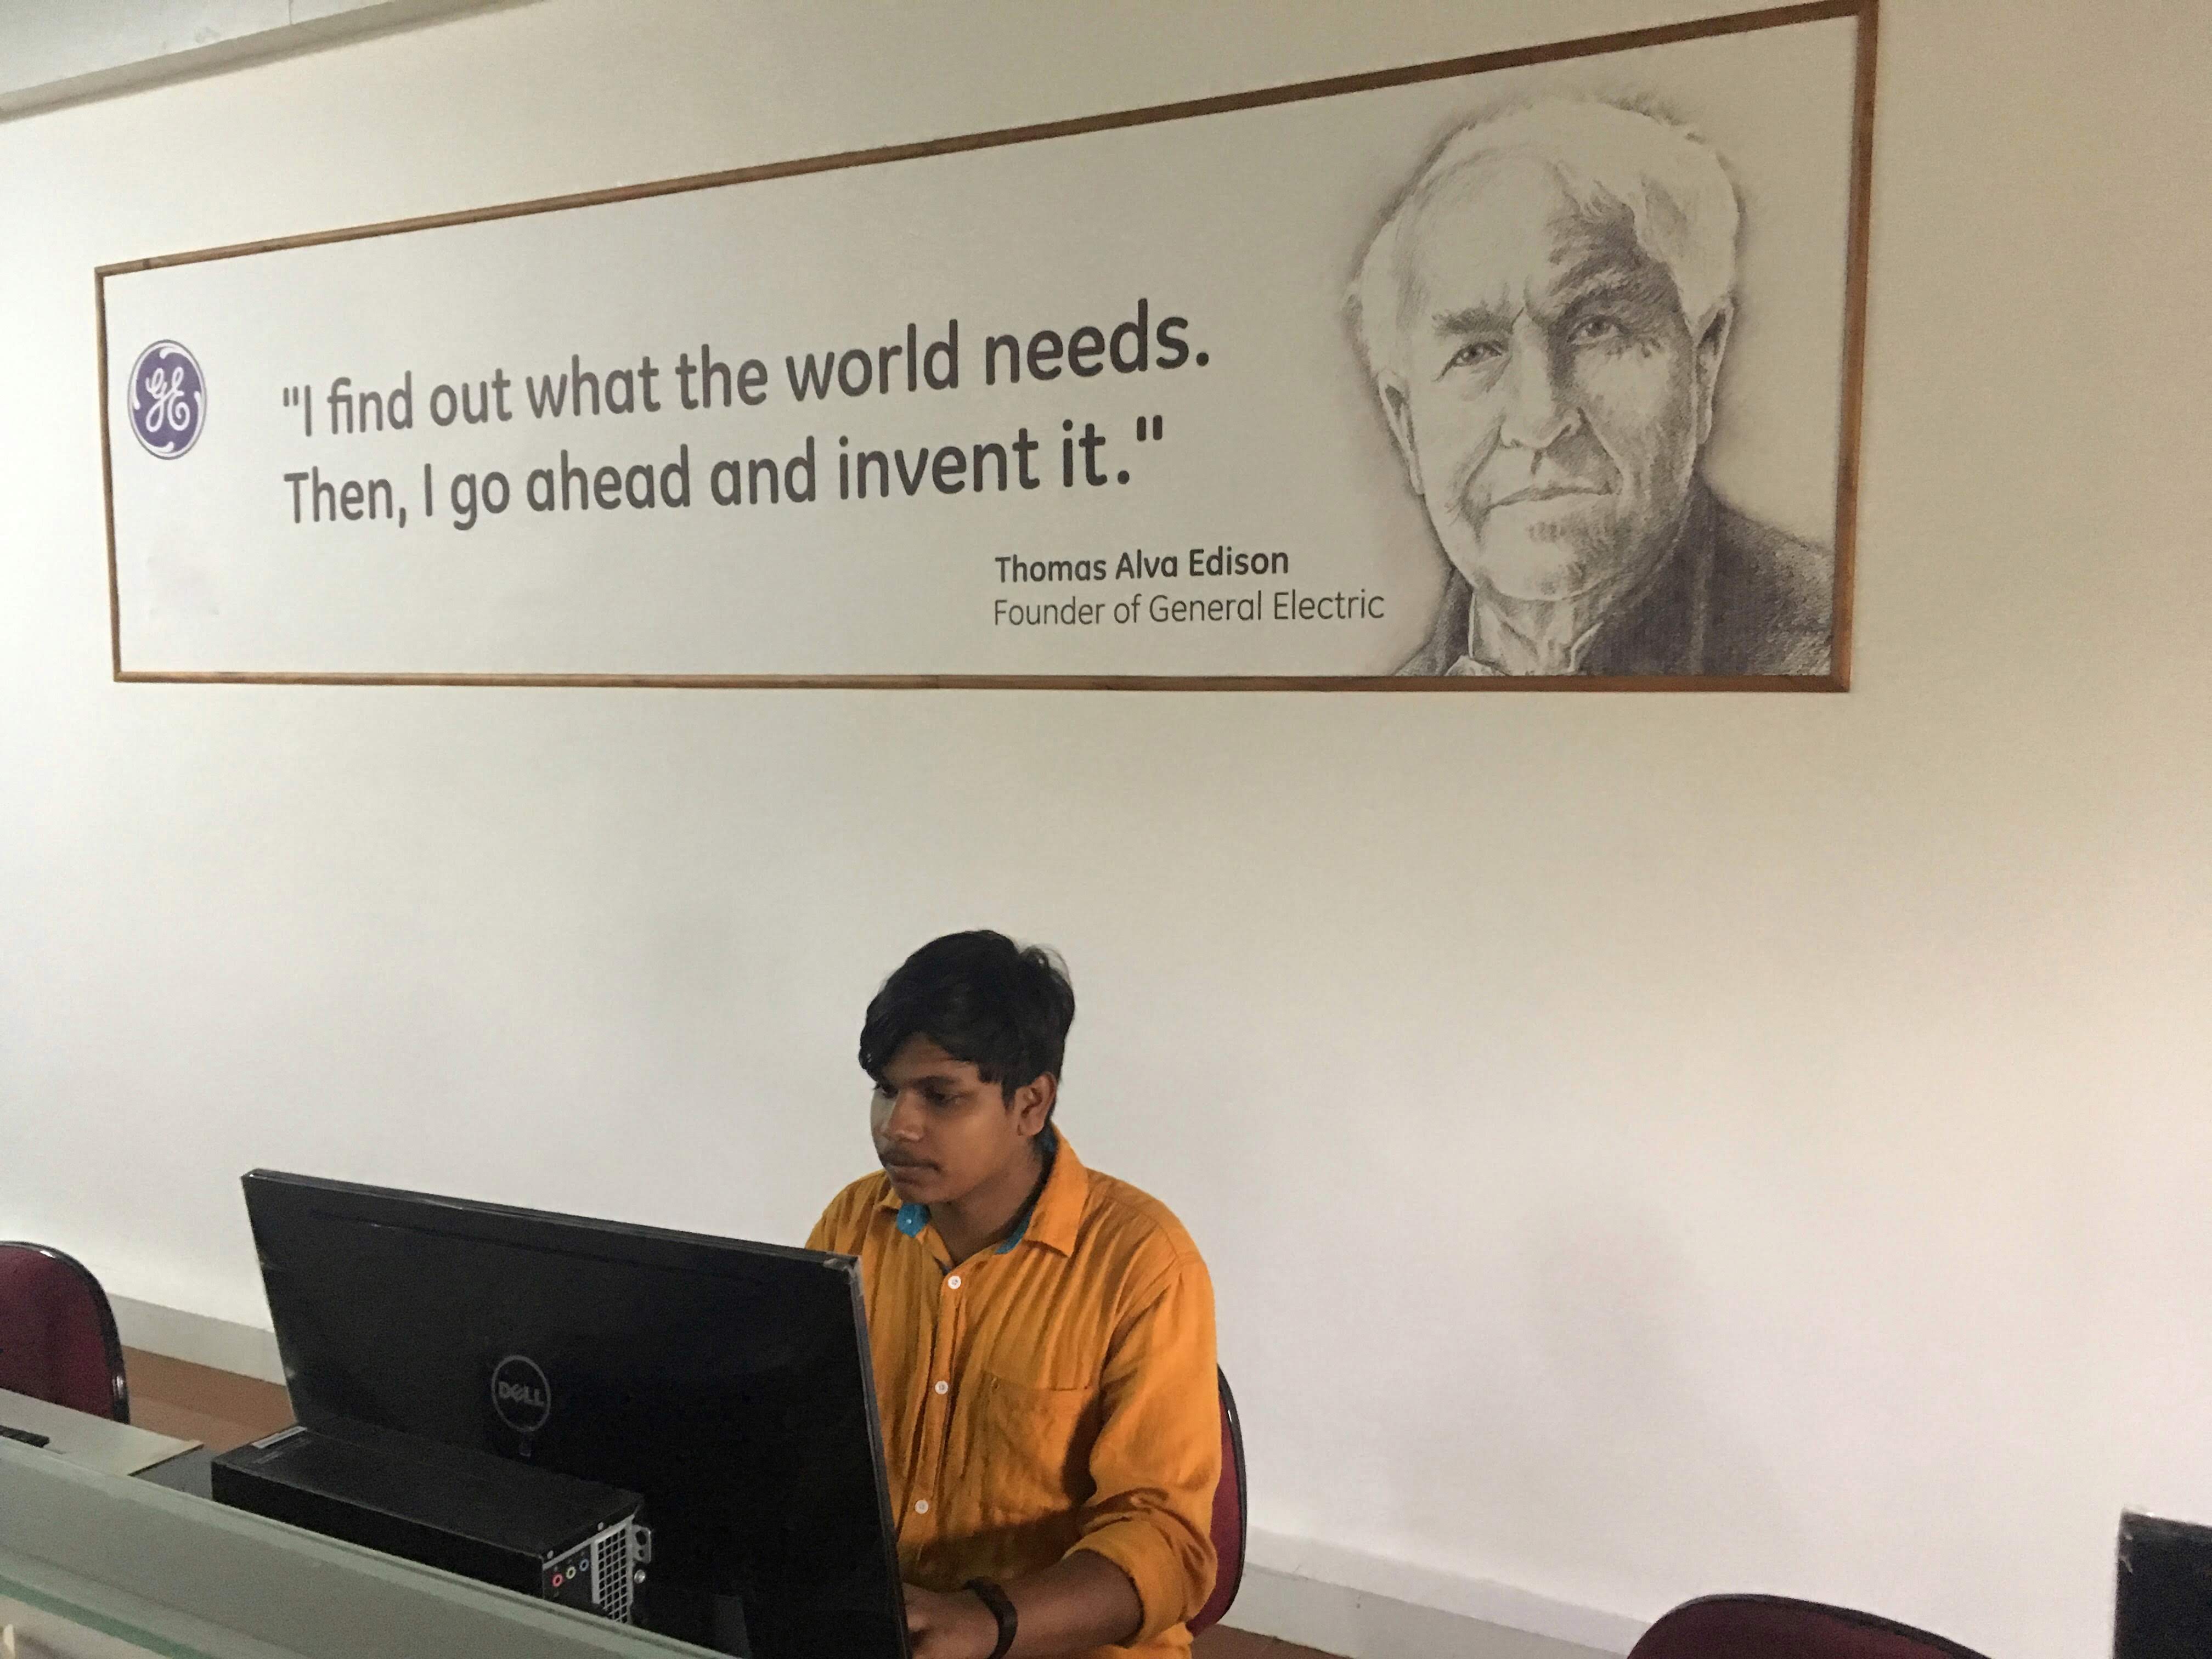 GE
"I find out what the world needs.
Then, I go ahead and invent it."
Thomas Alva Edison
Founder of General Electric
DELL